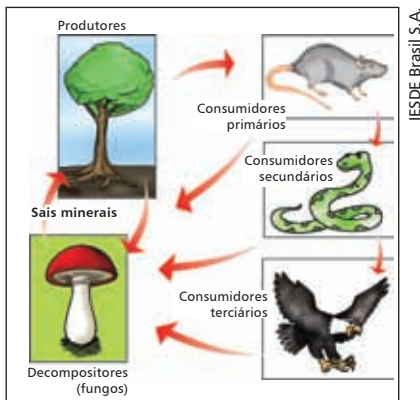 Produtores
Consumidores
primários
Consumidores
secundários
Sais minerais
Consumidores
terciários
Decompositores
(fungos)
IESDE Brasil S.A.